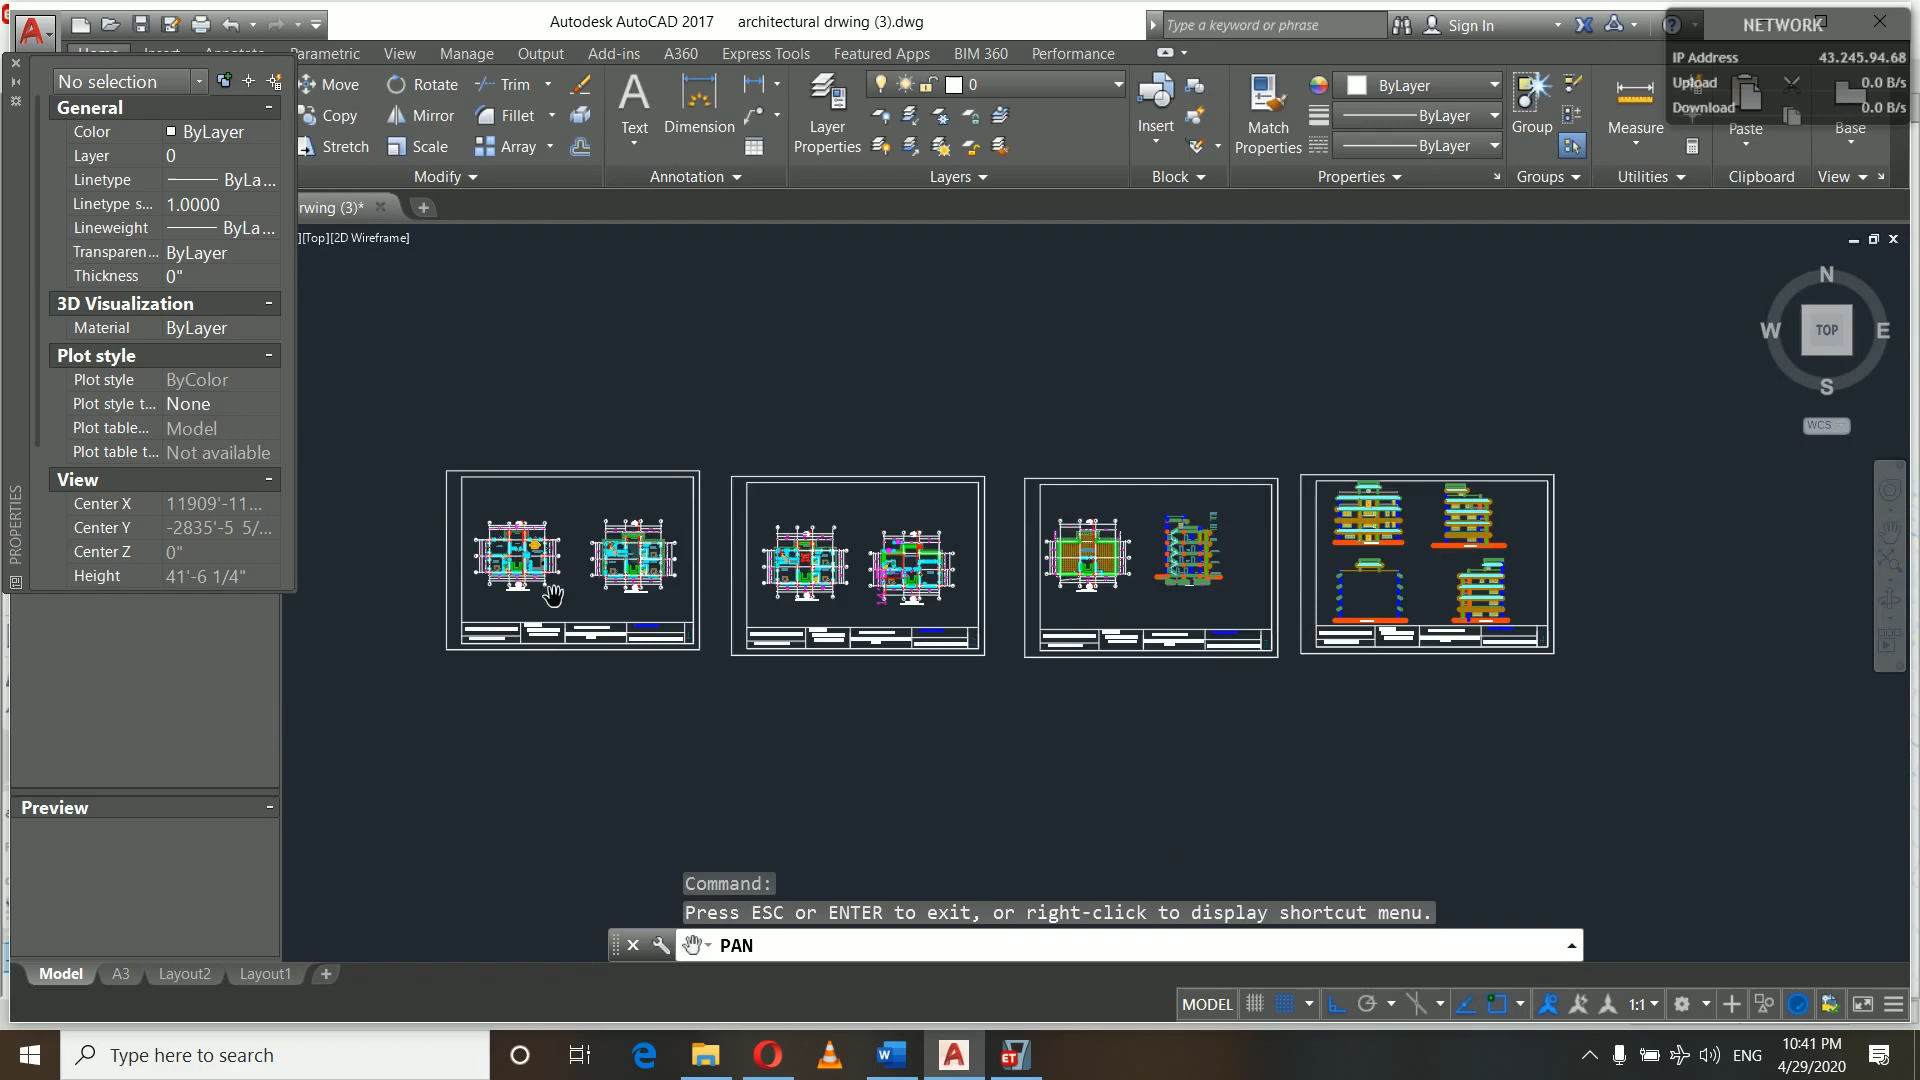 Autodesk AutoCAD 2017 architectural drwing (3).dwg
Type a keyword or phrase
Sign In
NETWORK
IP Address 43.245.94.68
Upload 0.0 B/s
Download 0.0 B/s
Home Insert Annotate Parametric View Manage Output Add-ins A360 Express Tools Featured Apps BIM 360 Performance
Move Rotate Trim
Copy Mirror Fillet
Stretch Scale Array
Modify
Text Dimension
Annotation
Layer Properties
0
Layers
Insert
Block
Match Properties
ByLayer
ByLayer
ByLayer
Properties
Group
Groups
Measure
Utilities
Paste
Clipboard
Base
View
rwing (3)*
][Top][2D Wireframe]
No selection
General
Color ByLayer
Layer 0
Linetype ByLa...
Linetype s... 1.0000
Lineweight ByLa...
Transparen... ByLayer
Thickness 0"
3D Visualization
Material ByLayer
Plot style
Plot style ByColor
Plot style t... None
Plot table... Model
Plot table t... Not available
View
Center X 11909'-11...
Center Y -2835'-5 5/...
Center Z 0"
Height 41'-6 1/4"
PROPERTIES
Preview
N
W TOP E
S
WCS
Command:
Press ESC or ENTER to exit, or right-click to display shortcut menu.
PAN
Model A3 Layout2 Layout1
MODEL 1:1
Type here to search
W A ET
ENG
10:41 PM
4/29/2020